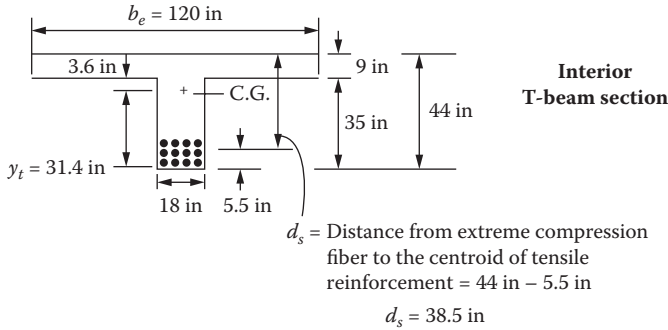 b_e = 120 in
3.6 in
9 in
Interior
T-beam section
C.G.
35 in
44 in
y_t = 31.4 in
18 in
5.5 in
d_s = Distance from extreme compression
fiber to the centroid of tensile
reinforcement = 44 in – 5.5 in
d_s = 38.5 in